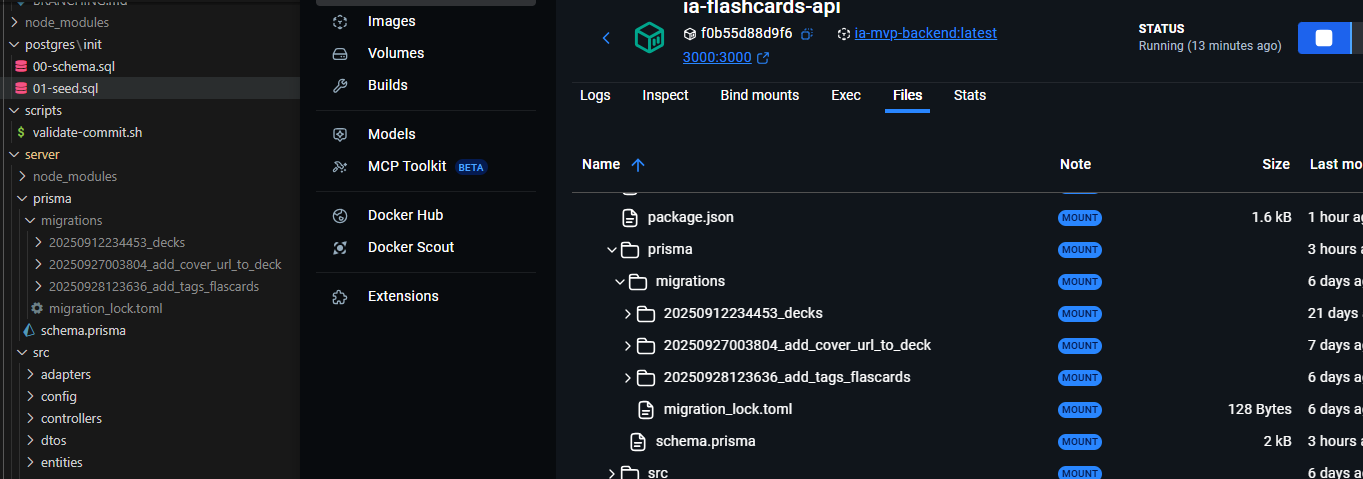 BRANCHING.md
node_modules
postgres\init
00-schema.sql
01-seed.sql
scripts
$ validate-commit.sh
server
node_modules
prisma
migrations
20250912234453_decks
20250927003804_add_cover_url_to_deck
20250928123636_add_tags_flascards
migration_lock.toml
schema.prisma
src
adapters
config
controllers
dtos
entities
Images
Volumes
Builds
Models
MCP Toolkit BETA
Docker Hub
Docker Scout
Extensions
ia-flashcards-api
f0b55d88d9f6 ia-mvp-backend:latest
3000:3000
STATUS
Running (13 minutes ago)
Logs Inspect Bind mounts Exec Files Stats
Name Note Size Last mo
package.json MOUNT 1.6 kB 1 hour a
prisma MOUNT 3 hours a
migrations MOUNT 6 days a
20250912234453_decks MOUNT 21 days
20250927003804_add_cover_url_to_deck MOUNT 7 days a
20250928123636_add_tags_flascards MOUNT 6 days a
migration_lock.toml MOUNT 128 Bytes 6 days a
schema.prisma MOUNT 2 kB 3 hours
src MOUNT 6 days a